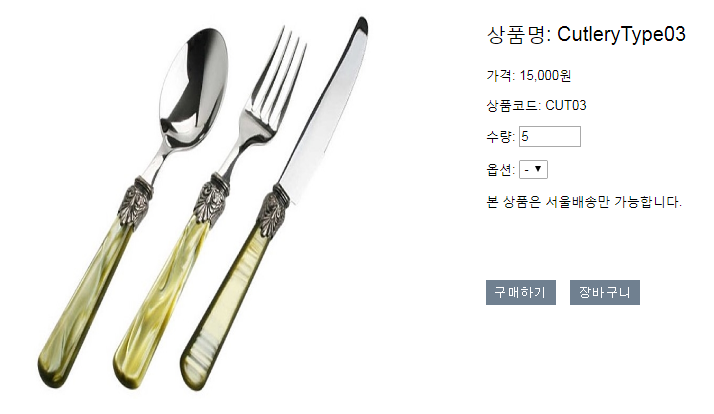 상품명: CutleryType03
가격: 15,000원
상품코드: CUT03
수량: 5
옵션: -
본 상품은 서울배송만 가능합니다.
구매하기 장바구니